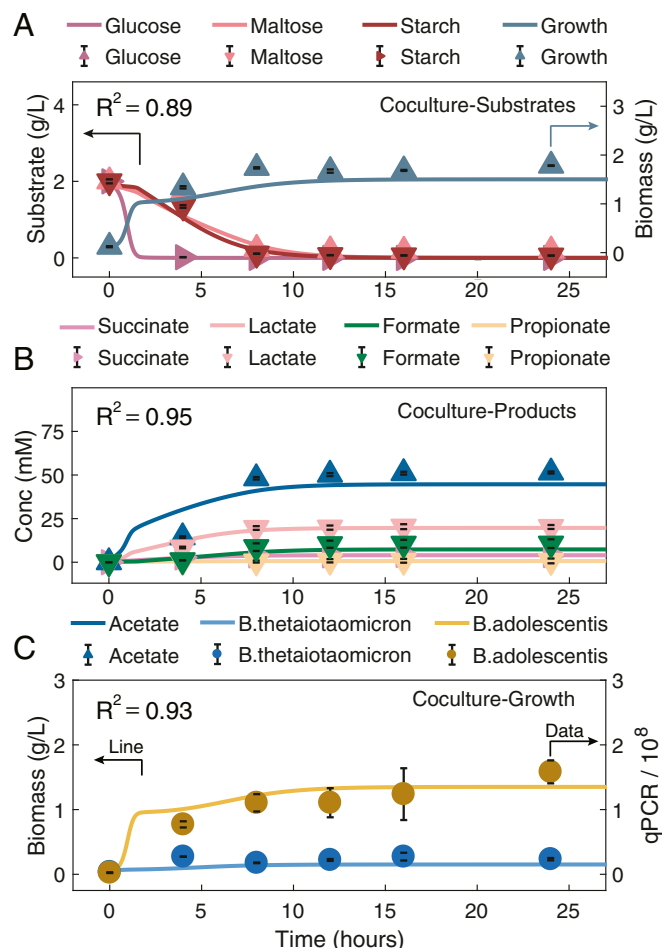 A
Glucose Maltose Starch Growth
Glucose Maltose Starch Growth
R² = 0.89
Coculture-Substrates
Substrate (g/L)
4
2
0
Biomass (g/L)
3
2
1
0
0 5 10 15 20 25
Succinate Lactate Formate Propionate
Succinate Lactate Formate Propionate
B
R² = 0.95
Coculture-Products
Conc (mM)
75
50
25
0
0 5 10 15 20 25
Acetate B.thetaiotaomicron B.adolescentis
Acetate B.thetaiotaomicron B.adolescentis
C
R² = 0.93
Coculture-Growth
Line
Data
Biomass (g/L)
3
2
1
0
qPCR / 10⁸
3
2
1
0
0 5 10 15 20 25
Time (hours)